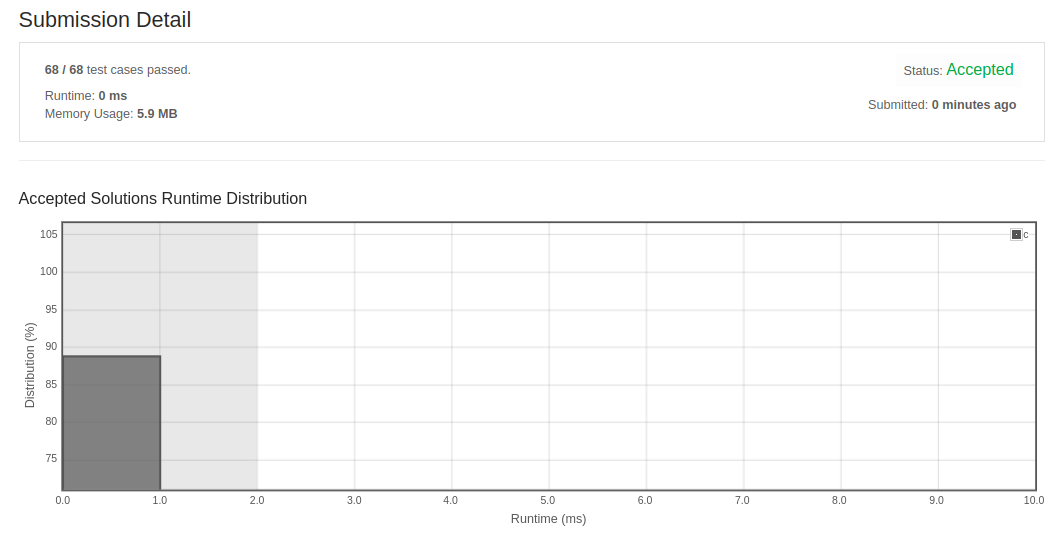 Submission Detail
68 / 68 test cases passed.
Status: Accepted
Runtime: 0 ms
Memory Usage: 5.9 MB
Submitted: 0 minutes ago
Accepted Solutions Runtime Distribution
105
100
95
90
85
80
75
Distribution (%)
c
0.0 1.0 2.0 3.0 4.0 5.0 6.0 7.0 8.0 9.0 10.0
Runtime (ms)